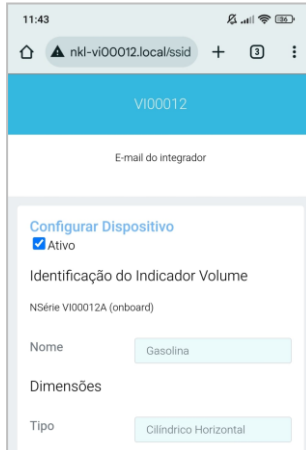 11:43
36
nkl-vi00012.local/ssid
3
VI00012
E-mail do integrador
Configurar Dispositivo
Ativo
Identificação do Indicador Volume
NSérie VI00012A (onboard)
Nome
Gasolina
Dimensões
Tipo
Cilíndrico Horizontal